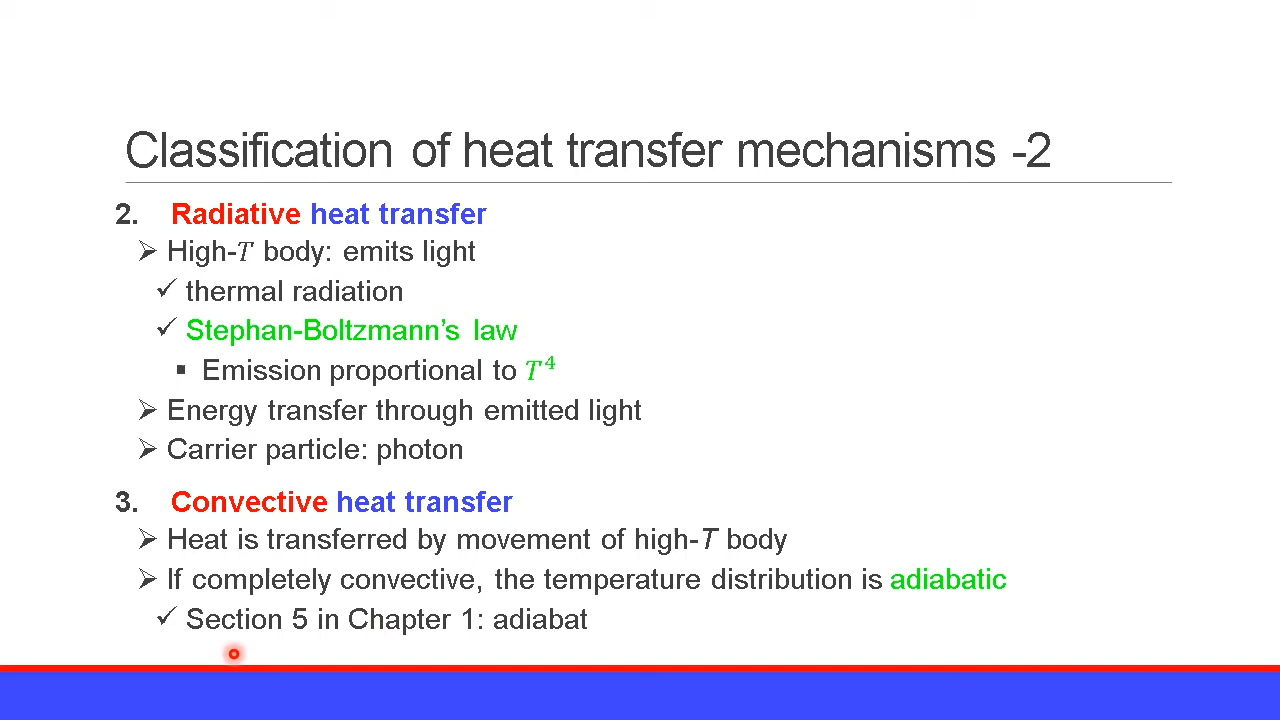 Classification of heat transfer mechanisms -2
2. Radiative heat transfer
➢ High-T body: emits light
✓ thermal radiation
✓ Stephan-Boltzmann’s law
▪ Emission proportional to T⁴
➢ Energy transfer through emitted light
➢ Carrier particle: photon
3. Convective heat transfer
➢ Heat is transferred by movement of high-T body
➢ If completely convective, the temperature distribution is adiabatic
✓ Section 5 in Chapter 1: adiabat